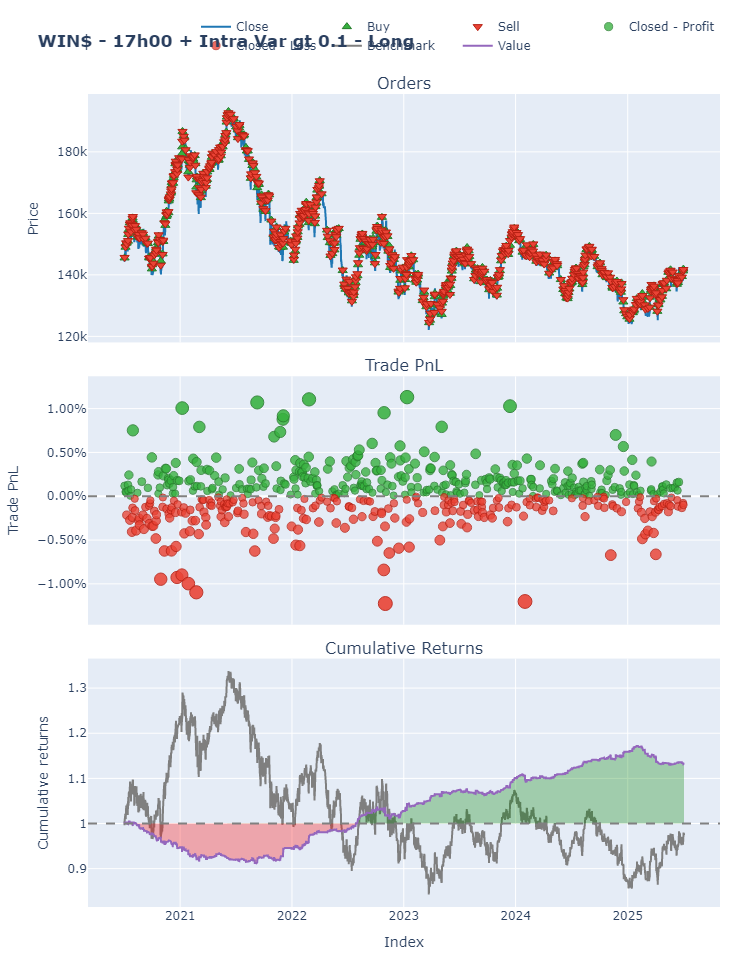 Close Buy Sell Closed - Profit
WIN$ - 17h00 + Intra Var gt 0.1 - Long
Closed - Loss Benchmark Value
Orders
180k
160k
140k
120k
Price
2021 2022 2023 2024 2025
Trade PnL
1.00%
0.50%
0.00%
−0.50%
−1.00%
Trade PnL
Cumulative Returns
1.3
1.2
1.1
1
0.9
Cumulative returns
Index